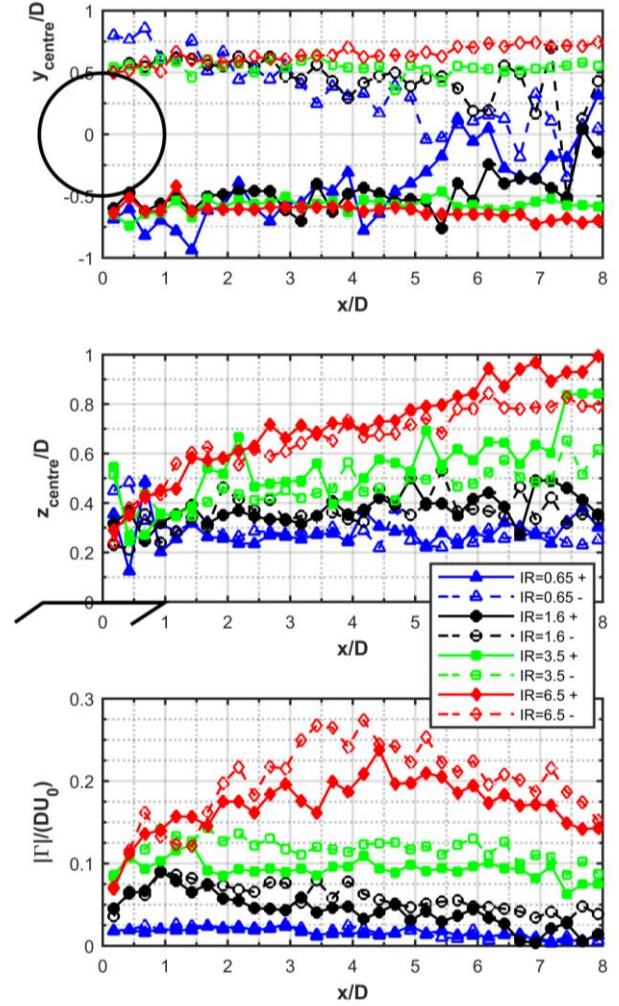 1
0.5
0
-0.5
-1
y_centre/D
0 1 2 3 4 5 6 7 8
x/D
1
0.8
0.6
0.4
0.2
0
z_centre/D
0 1 2 3 4 5 6 7 8
x/D
IR=0.65 +
IR=0.65 -
IR=1.6 +
IR=1.6 -
IR=3.5 +
IR=3.5 -
IR=6.5 +
IR=6.5 -
0.3
0.2
0.1
0
|Γ|/(DU_0)
0 1 2 3 4 5 6 7 8
x/D